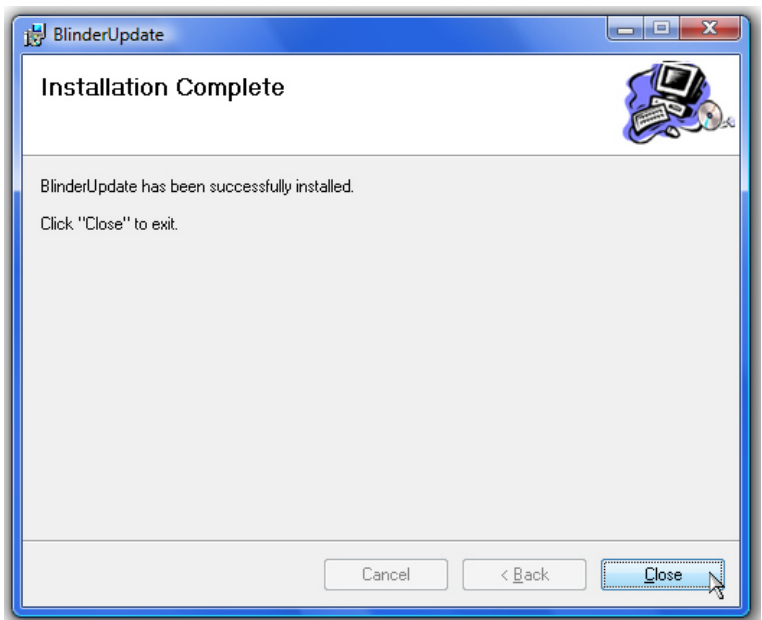 BlinderUpdate
Installation Complete
BlinderUpdate has been successfully installed.
Click "Close" to exit.
Cancel
< Back
Close